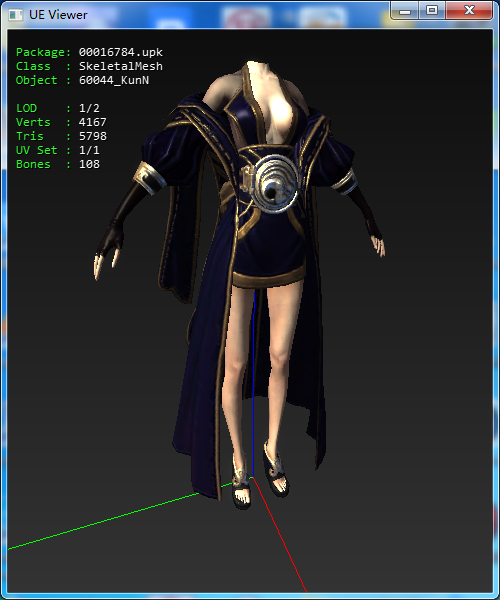 UE Viewer
Package: 00016784.upk
Class : SkeletalMesh
Object : 60044_KunN
LOD : 1/2
Verts : 4167
Tris : 5798
UV Set : 1/1
Bones : 108